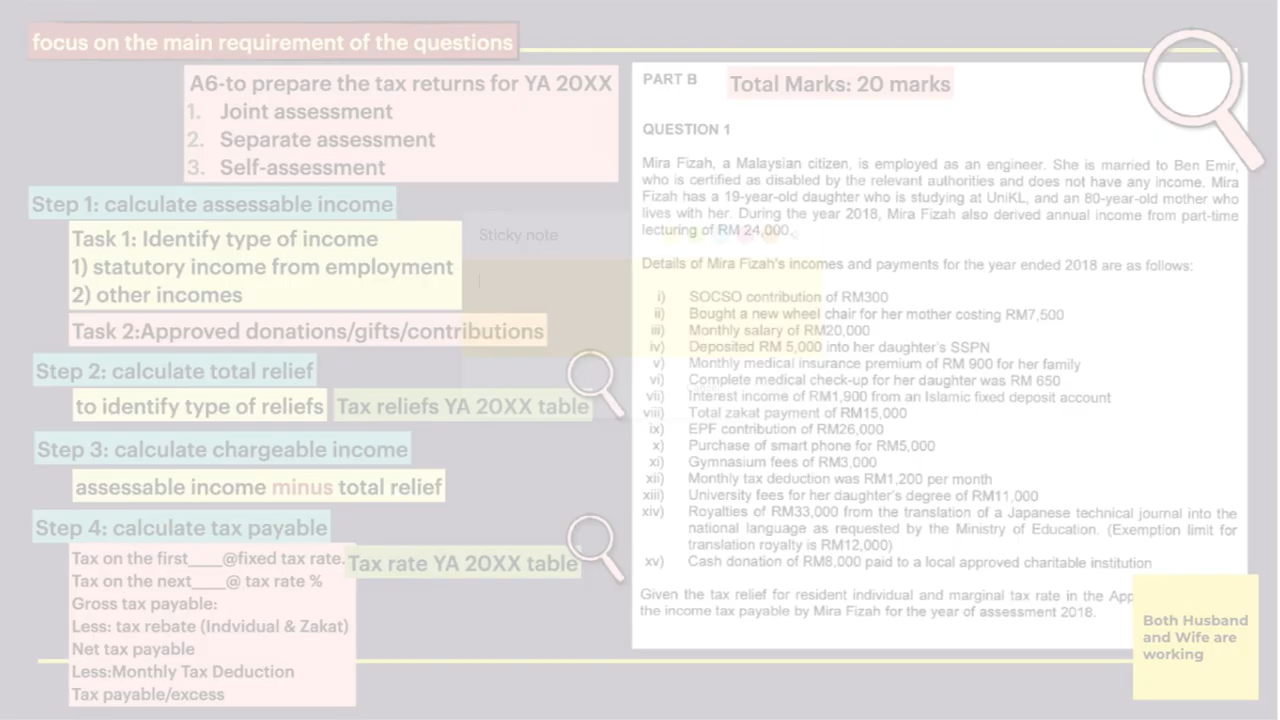 focus on the main requirement of the questions
A6-to prepare the tax returns for YA 20XX
1. Joint assessment
2. Separate assessment
3. Self-assessment
Step 1: calculate assessable income
Task 1: Identify type of income
1) statutory income from employment
2) other incomes
Task 2:Approved donations/gifts/contributions
Step 2: calculate total relief
to identify type of reliefs Tax reliefs YA 20XX table
Step 3: calculate chargeable income
assessable income minus total relief
Step 4: calculate tax payable
Tax on the first____@fixed tax rate.
Tax on the next____@ tax rate %
Gross tax payable:
Less: tax rebate (Indvidual & Zakat)
Net tax payable
Less:Monthly Tax Deduction
Tax payable/excess
Tax rate YA 20XX table
Sticky note
PART B Total Marks: 20 marks
QUESTION 1
Mira Fizah, a Malaysian citizen, is employed as an engineer. She is married to Ben Emir,
who is certified as disabled by the relevant authorities and does not have any income. Mira
Fizah has a 19-year-old daughter who is studying at UniKL, and an 80-year-old mother who
lives with her. During the year 2018, Mira Fizah also derived annual income from part-time
lecturing of RM 24,000.
Details of Mira Fizah's incomes and payments for the year ended 2018 are as follows:
i) SOCSO contribution of RM300
ii) Bought a new wheel chair for her mother costing RM7,500
iii) Monthly salary of RM20,000
iv) Deposited RM 5,000 into her daughter's SSPN
v) Monthly medical insurance premium of RM 900 for her family
vi) Complete medical check-up for her daughter was RM 650
vii) Interest income of RM1,900 from an Islamic fixed deposit account
viii) Total zakat payment of RM15,000
ix) EPF contribution of RM26,000
x) Purchase of smart phone for RM5,000
xi) Gymnasium fees of RM3,000
xii) Monthly tax deduction was RM1,200 per month
xiii) University fees for her daughter's degree of RM11,000
xiv) Royalties of RM33,000 from the translation of a Japanese technical journal into the
national language as requested by the Ministry of Education. (Exemption limit for
translation royalty is RM12,000)
xv) Cash donation of RM8,000 paid to a local approved charitable institution
Given the tax relief for resident individual and marginal tax rate in the App
the income tax payable by Mira Fizah for the year of assessment 2018.
Both Husband
and Wife are
working